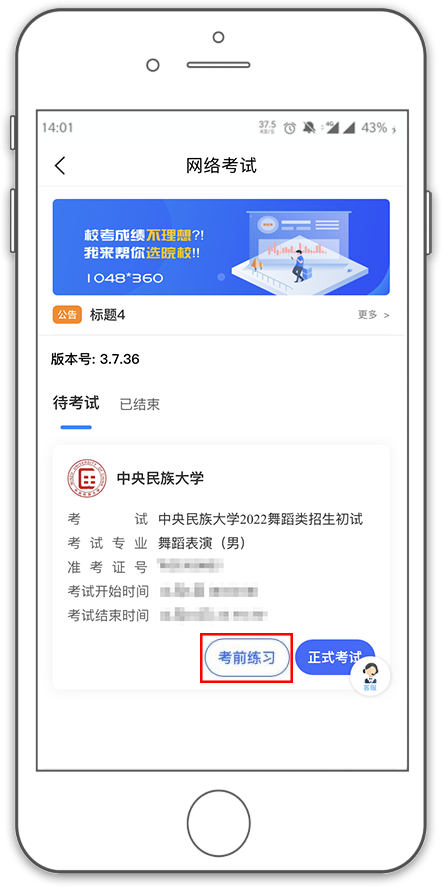 14:01
37.5
KB/S
4G
43%
网络考试
校考成绩不理想?!
我来帮你选院校!!
1048*360
公告 标题4 更多 >
版本号: 3.7.36
待考试 已结束
中央民族大学
考 试 中央民族大学2022舞蹈类招生初试
考试专业 舞蹈表演（男）
准考证号
考试开始时间
考试结束时间
考前练习 正式考试
客服